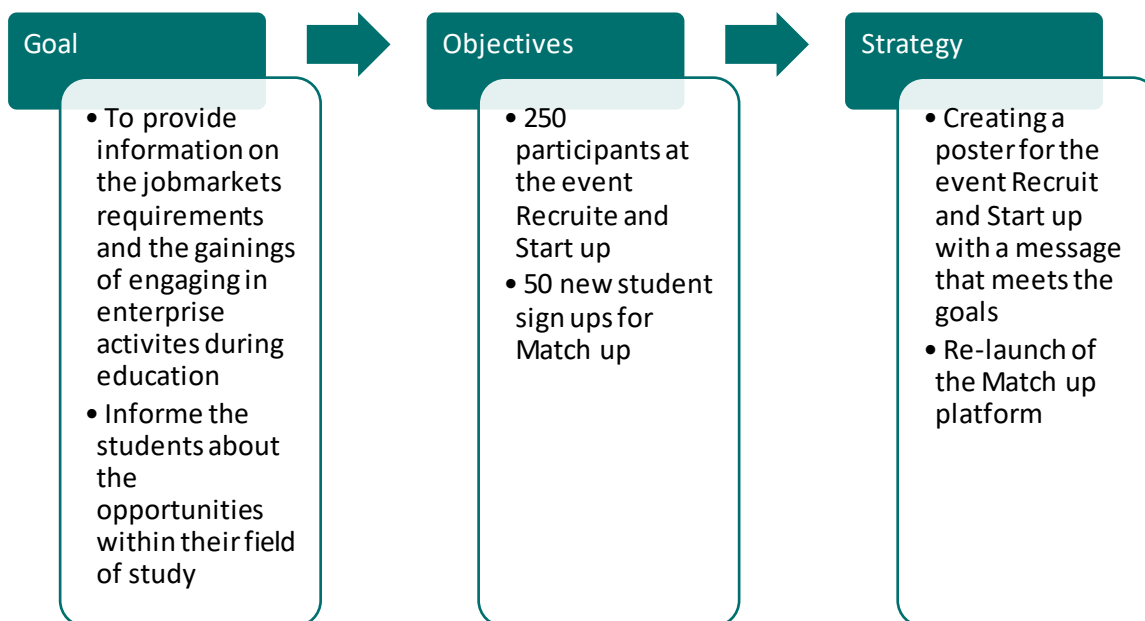 Goal
• To provide
information on
the jobmarkets
requirements
and the gainings
of engaging in
enterprise
activites during
education
• Informe the
students about
the
opportunities
within their field
of study
Objectives
• 250
participants at
the event
Recruite and
Start up
• 50 new student
sign ups for
Match up
Strategy
• Creating a
poster for the
event Recruit
and Start up
with a message
that meets the
goals
• Re-launch of
the Match up
platform